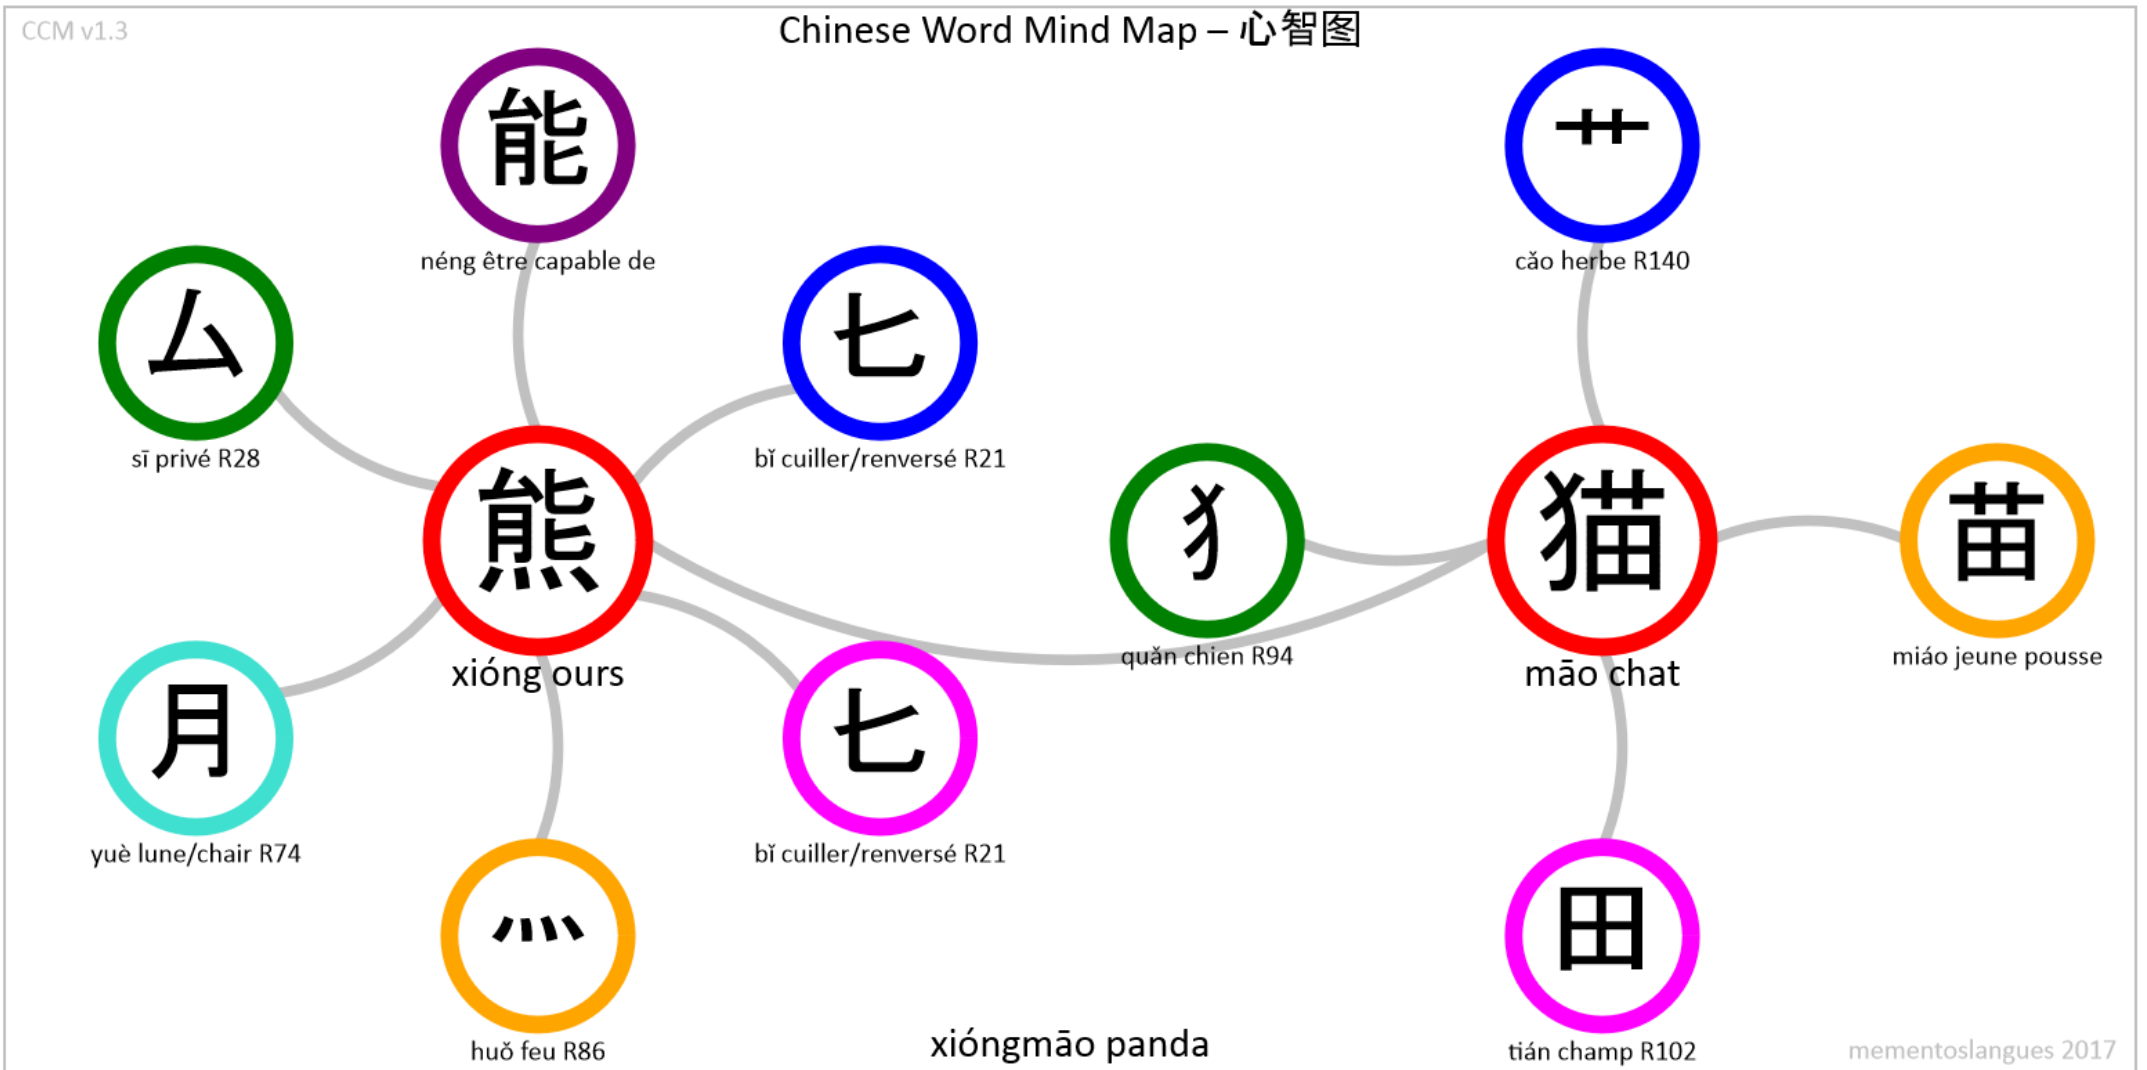 CCM v1.3
Chinese Word Mind Map – 心智图
能
néng être capable de
艹
cǎo herbe R140
厶
sī privé R28
匕
bǐ cuiller/renversé R21
熊
xióng ours
犭
quǎn chien R94
猫
māo chat
苗
miáo jeune pousse
月
yuè lune/chair R74
匕
bǐ cuiller/renversé R21
灬
huǒ feu R86
田
tián champ R102
xióngmāo panda
mementoslangues 2017